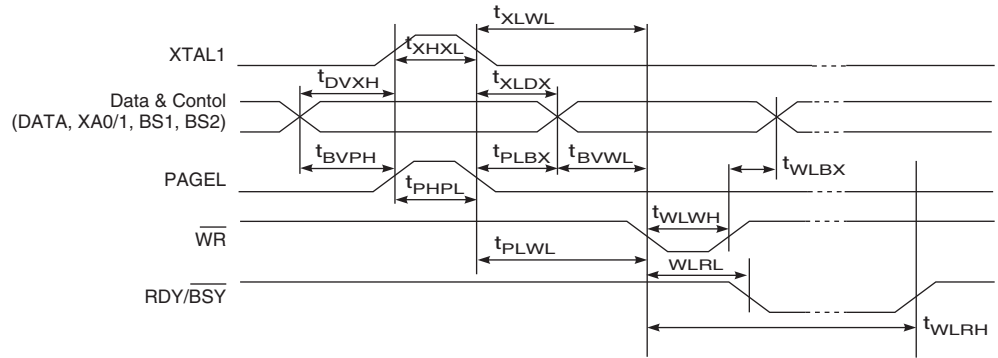 tXLWL
XTAL1
tXHXL
tDVXH
tXLDX
Data & Contol
(DATA, XA0/1, BS1, BS2)
tBVPH
tPLBX
tBVWL
tWLBX
PAGEL
tPHPL
tWLWH
WR
tPLWL
WLRL
RDY/BSY
tWLRH